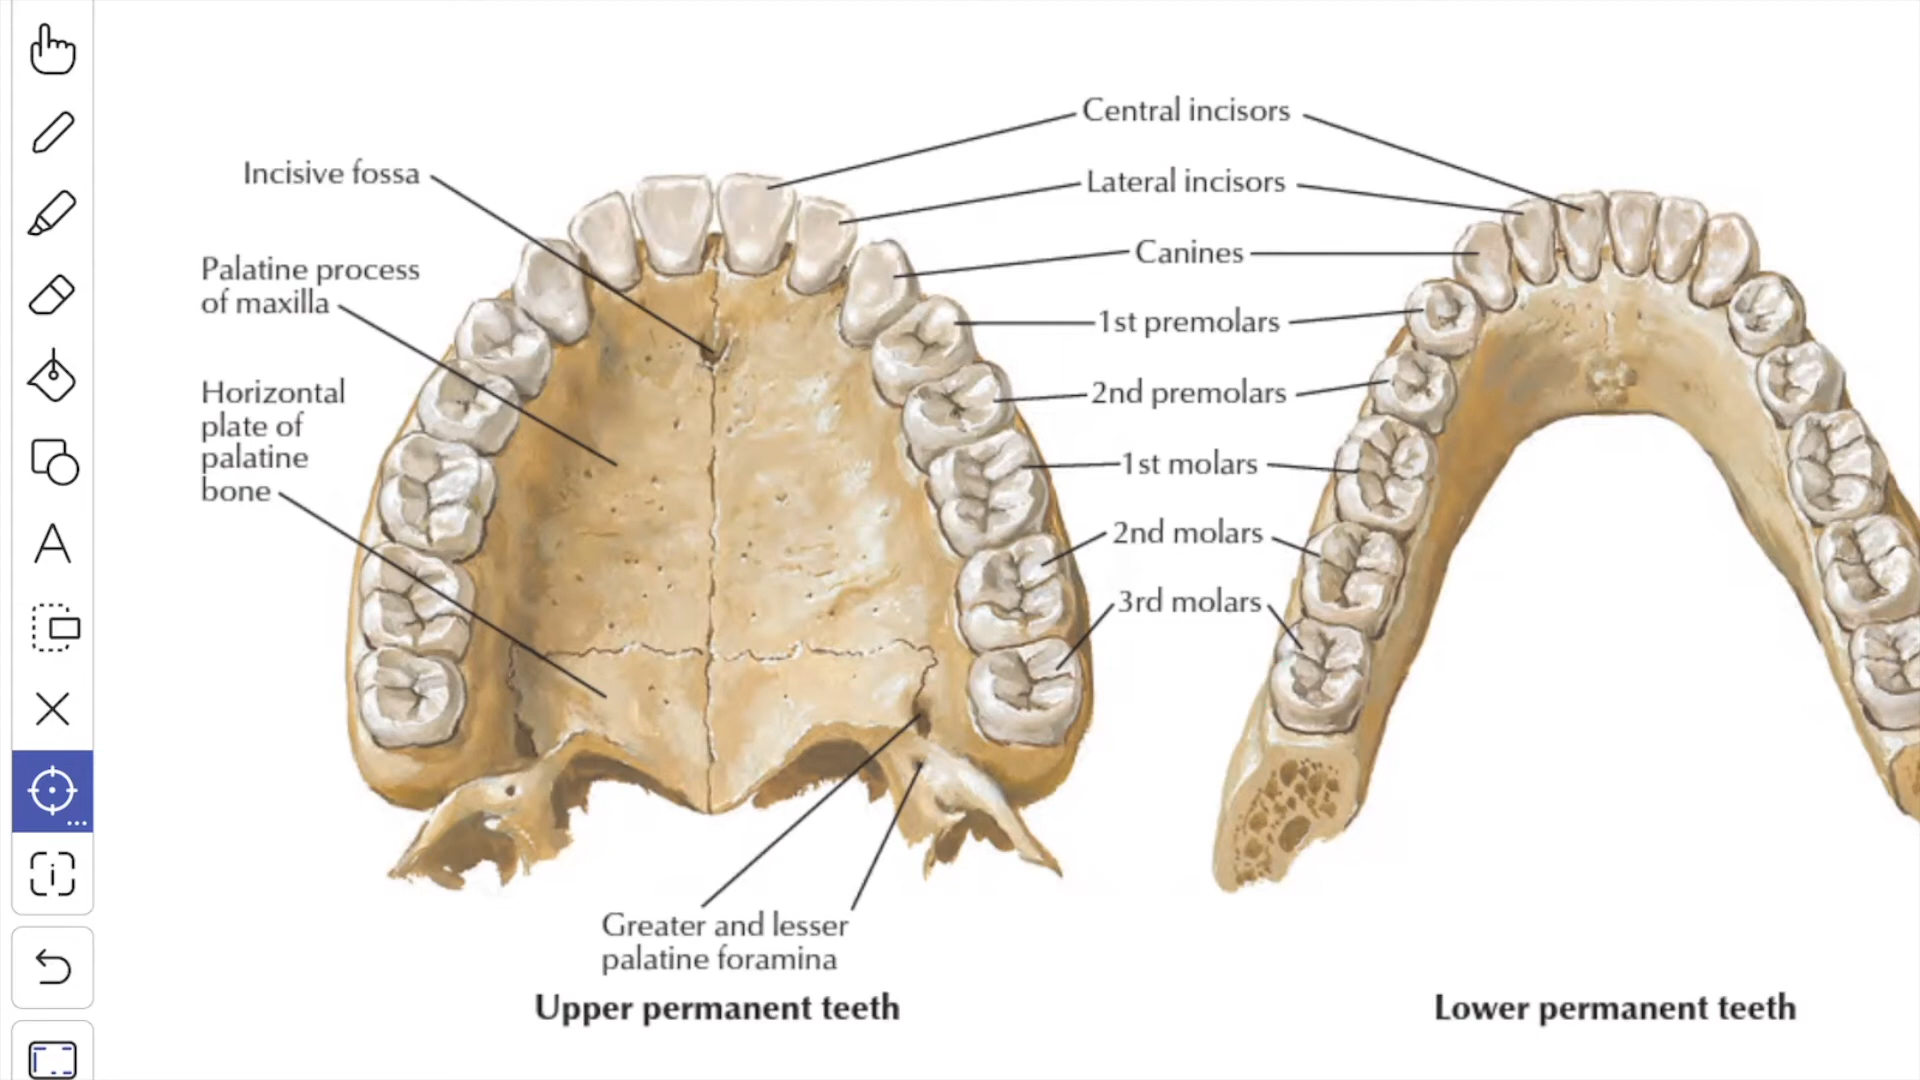 Central incisors
Incisive fossa
Lateral incisors
Canines
Palatine process
of maxilla
1st premolars
Horizontal
plate of
palatine
bone
2nd premolars
1st molars
2nd molars
3rd molars
Greater and lesser
palatine foramina
Upper permanent teeth
Lower permanent teeth